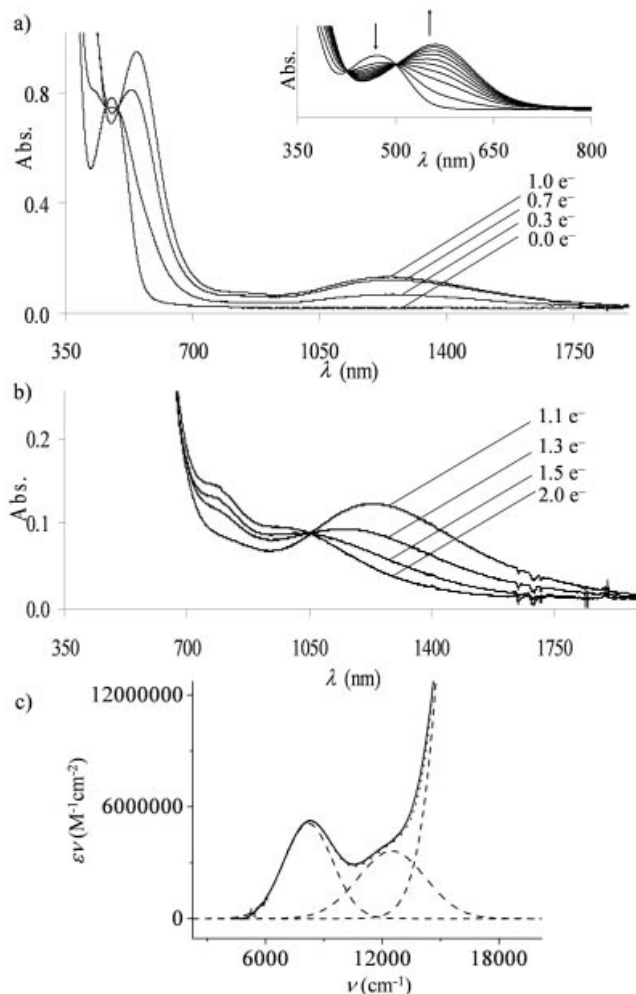 a)
Abs.
0.8
0.4
0.0
350
700
1050
1400
1750
λ (nm)
Abs.
350
500
650
800
λ (nm)
1.0 e⁻
0.7 e⁻
0.3 e⁻
0.0 e⁻
b)
Abs.
0.2
0.1
0.0
350
700
1050
1400
1750
λ (nm)
1.1 e⁻
1.3 e⁻
1.5 e⁻
2.0 e⁻
c)
εν (M⁻¹cm⁻²)
12000000
6000000
0
6000
12000
18000
ν (cm⁻¹)